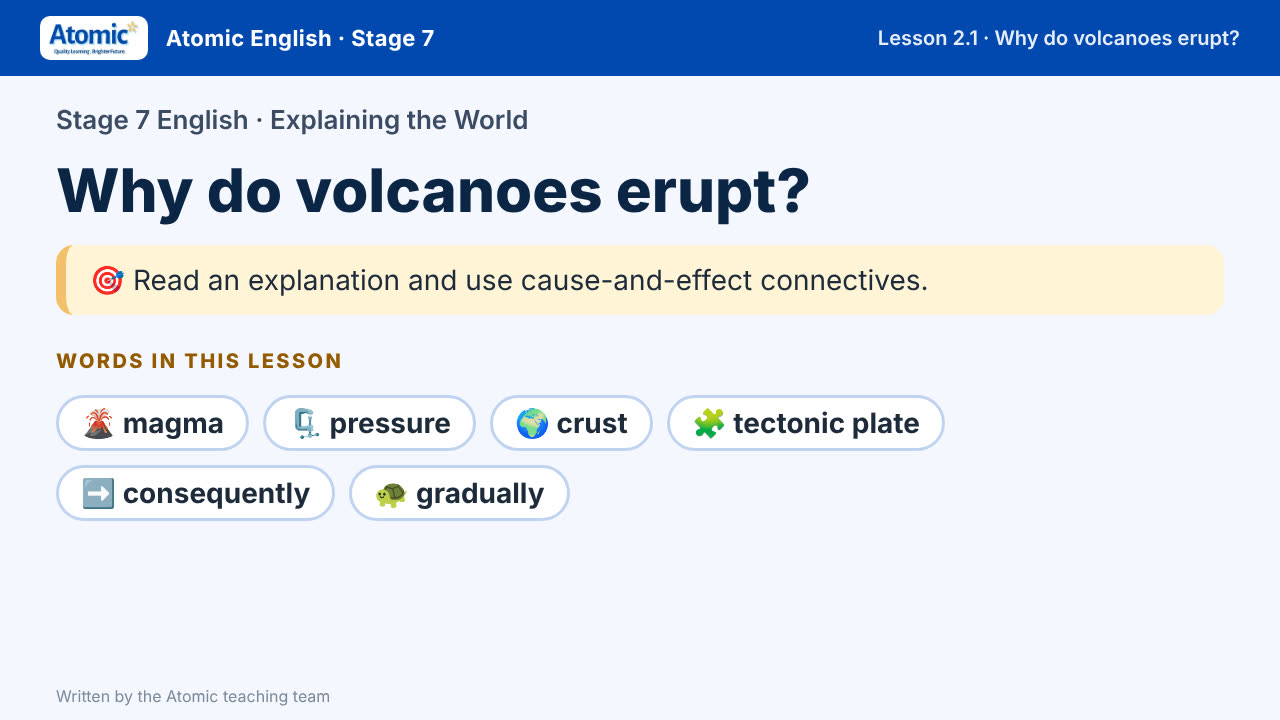 Atomic
Quality Learning. Brighter Future.
Atomic English · Stage 7
Lesson 2.1 · Why do volcanoes erupt?
Stage 7 English · Explaining the World
Why do volcanoes erupt?
Read an explanation and use cause-and-effect connectives.
WORDS IN THIS LESSON
magma pressure crust tectonic plate
consequently gradually
Written by the Atomic teaching team